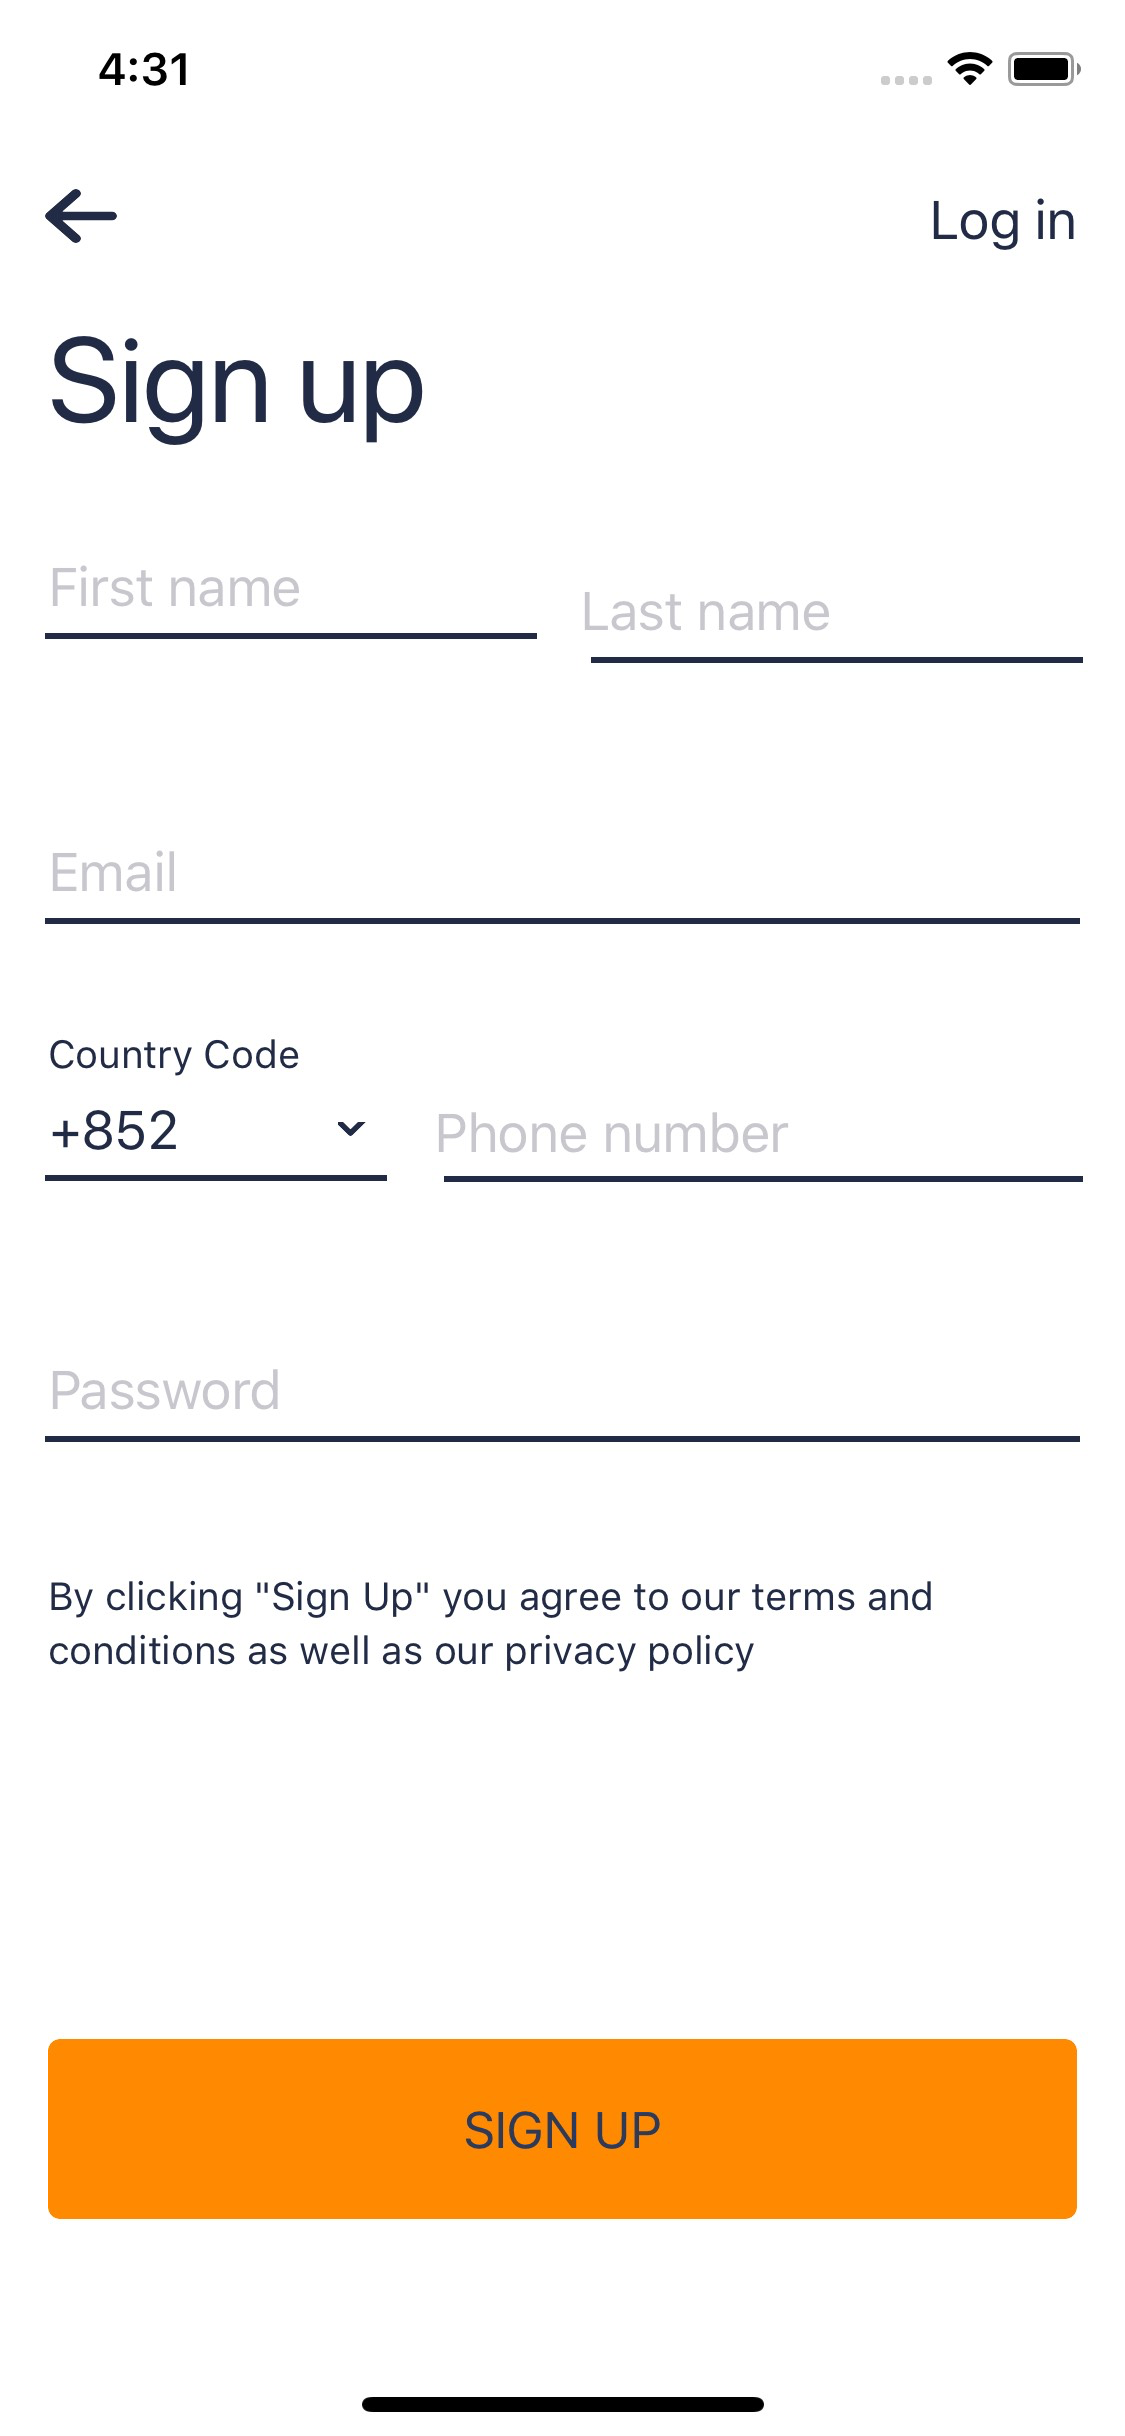 4:31
Log in
Sign up
First name
Last name
Email
Country Code
+852
Phone number
Password
By clicking "Sign Up" you agree to our terms and
conditions as well as our privacy policy
SIGN UP